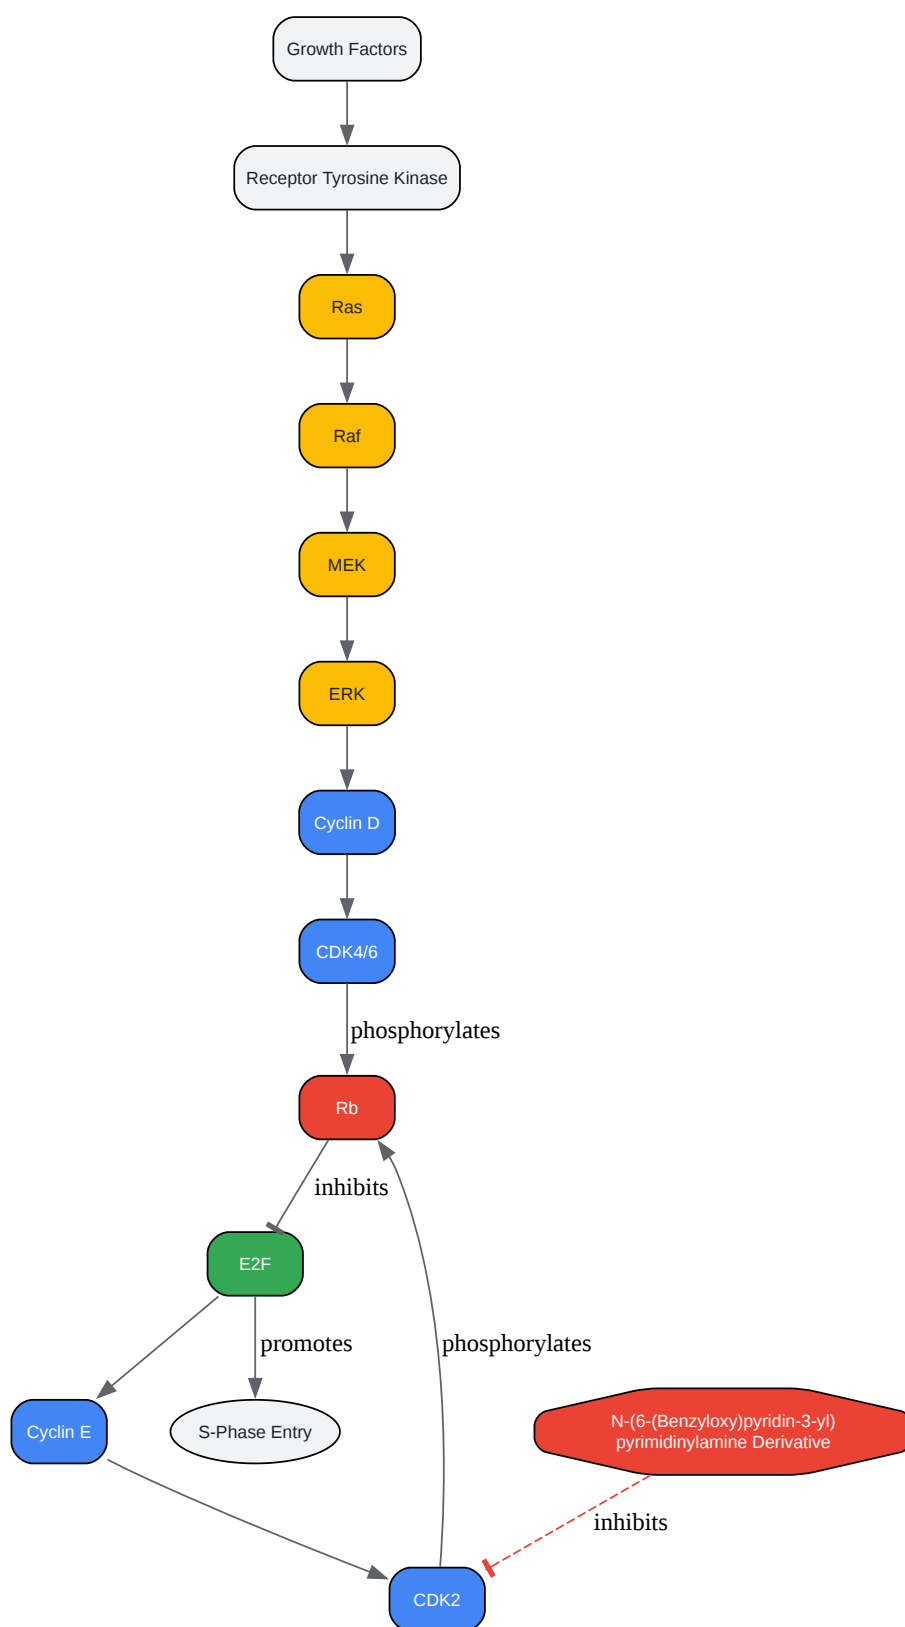 Growth Factors
Receptor Tyrosine Kinase
Ras
Raf
MEK
ERK
Cyclin D
CDK4/6
phosphorylates
Rb
inhibits
E2F
promotes
phosphorylates
Cyclin E
S-Phase Entry
N-(6-(Benzyloxy)pyridin-3-yl)
pyrimidinylamine Derivative
inhibits
CDK2